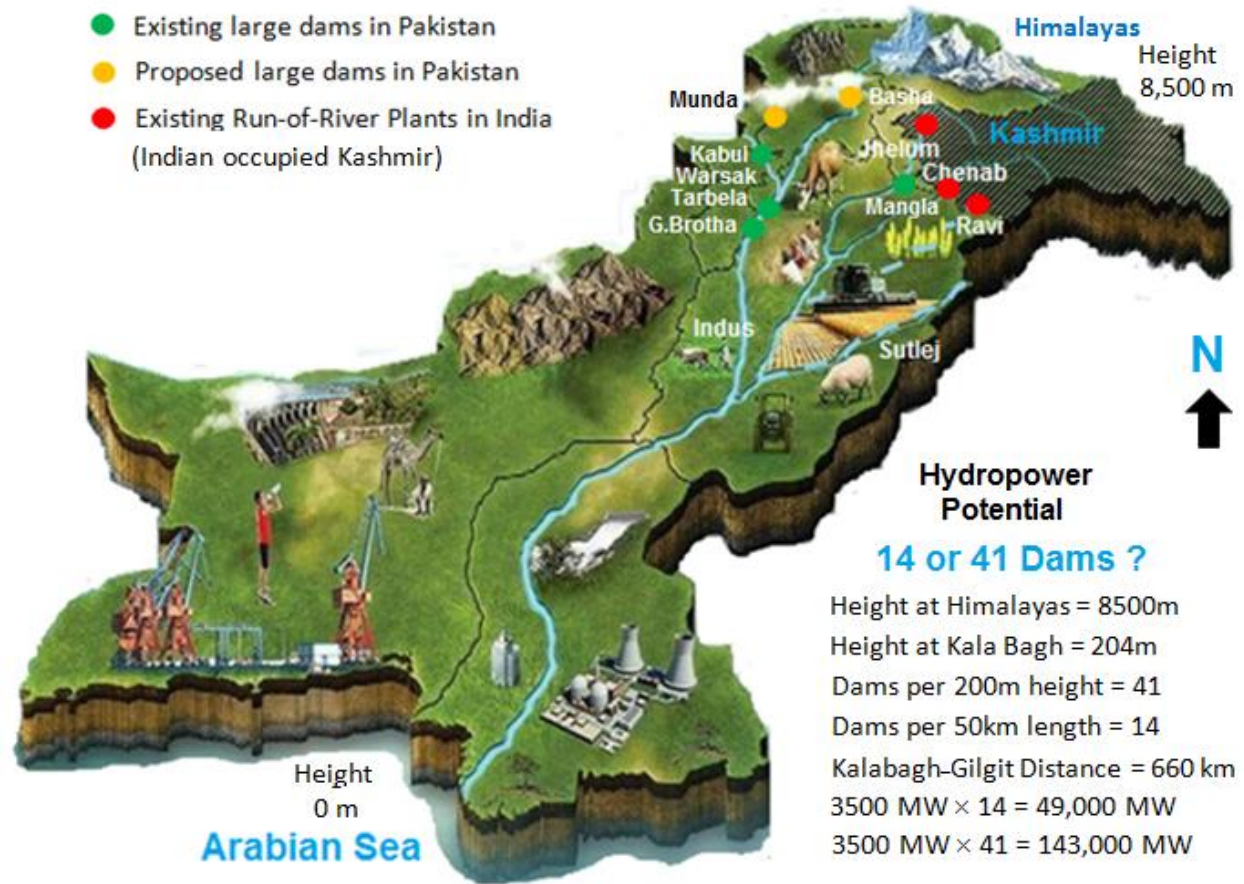 Existing large dams in Pakistan
Proposed large dams in Pakistan
Existing Run-of-River Plants in India
(Indian occupied Kashmir)
Himalayas
Height
8,500 m
Munda
Basha
Kashmir
Jhelum
Kabul
Warsak
Chenab
Tarbela
Mangla
G.Brotha
Ravi
Indus
Sutlej
N
Hydropower
Potential
14 or 41 Dams ?
Height at Himalayas = 8500m
Height at Kala Bagh = 204m
Dams per 200m height = 41
Dams per 50km length = 14
Kalabagh-Gilgit Distance = 660 km
3500 MW × 14 = 49,000 MW
3500 MW × 41 = 143,000 MW
Height
0 m
Arabian Sea